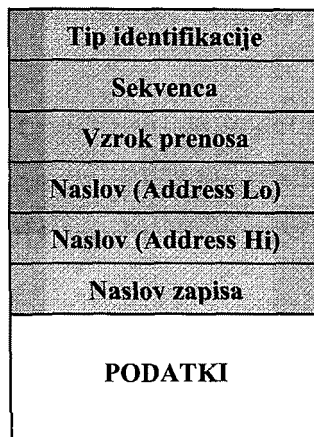 Tip identifikacije
Sekvenca
Vzrok prenosa
Naslov (Address Lo)
Naslov (Address Hi)
Naslov zapisa
PODATKI